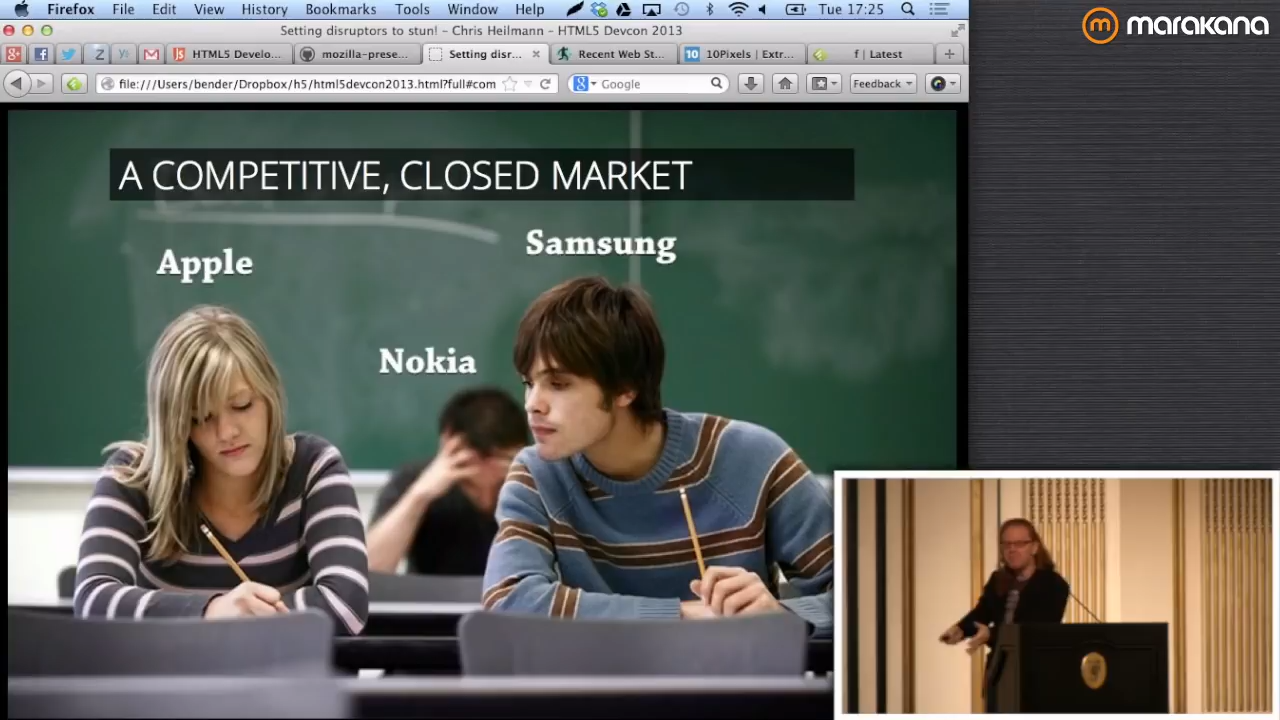 Firefox File Edit View History Bookmarks Tools Window Help Tue 17:25
Setting disruptors to stun! - Chris Heilmann - HTML5 Devcon 2013
HTML5 Develo... mozilla-prese... Setting disr... Recent Web St... 10Pixels | Extr... f | Latest
file:///Users/bender/Dropbox/h5/html5devcon2013.html?full#com Google Feedback
marakana
A COMPETITIVE, CLOSED MARKET
Samsung
Apple
Nokia